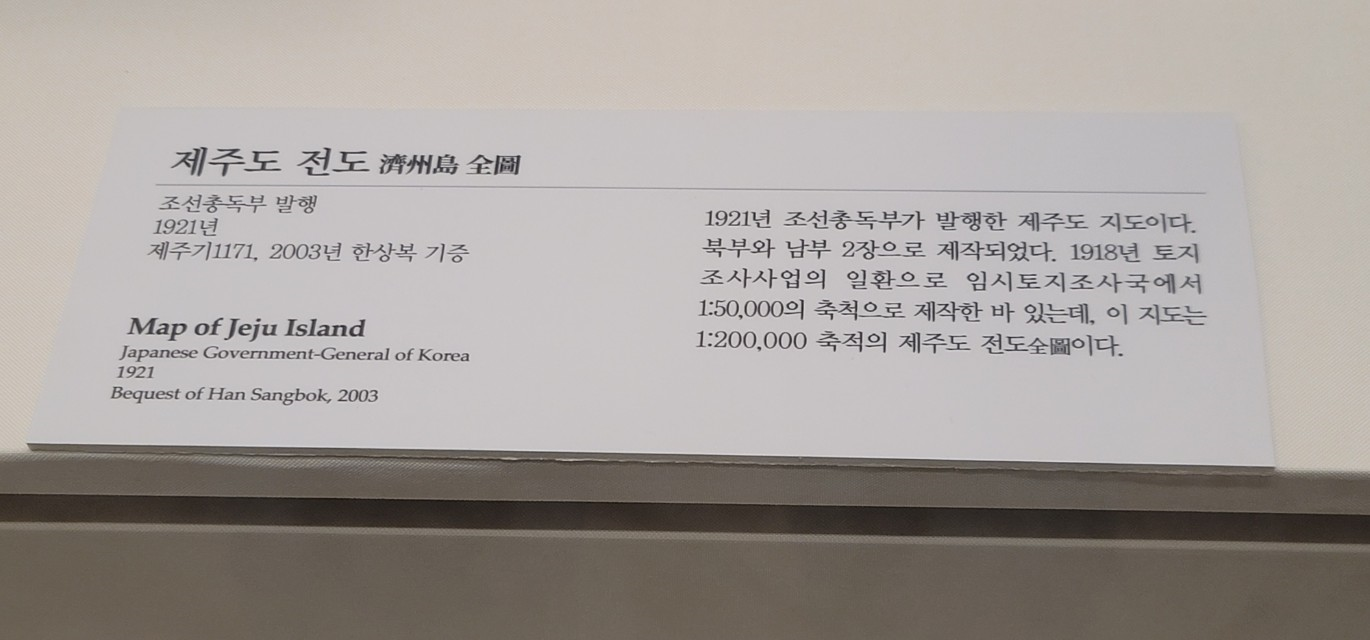 제주도 전도 濟州島 全圖
조선총독부 발행
1921년
제주기1171, 2003년 한상복 기증
Map of Jeju Island
Japanese Government-General of Korea
1921
Bequest of Han Sangbok, 2003
1921년 조선총독부가 발행한 제주도 지도이다.
북부와 남부 2장으로 제작되었다. 1918년 토지
조사사업의 일환으로 임시토지조사국에서
1:50,000의 축척으로 제작한 바 있는데, 이 지도는
1:200,000 축적의 제주도 전도全圖이다.